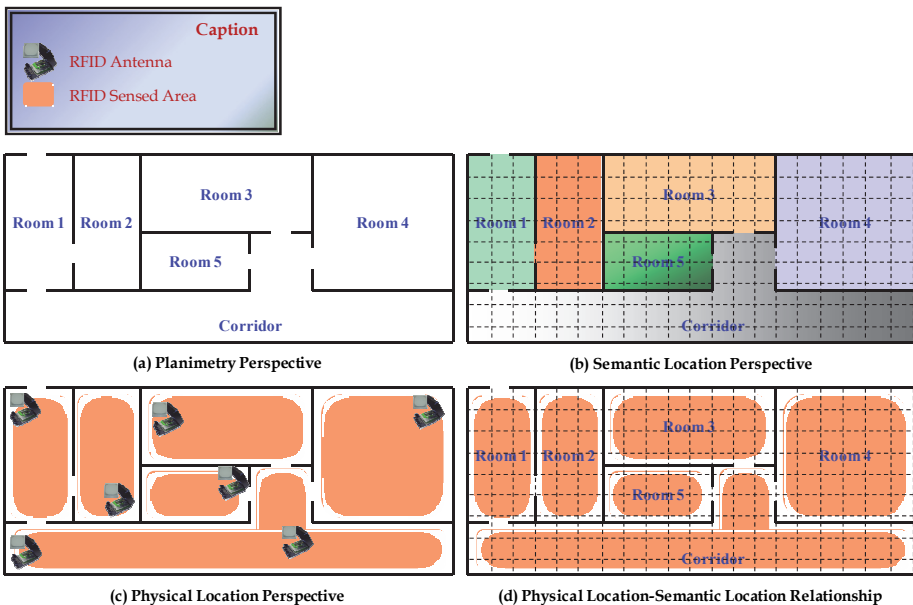 Caption
RFID Antenna
RFID Sensed Area
Room 1
Room 2
Room 3
Room 4
Room 5
Corridor
(a) Planimetry Perspective
Room 1
Room 2
Room 3
Room 4
Room 5
Corridor
(b) Semantic Location Perspective
(c) Physical Location Perspective
Room 1
Room 2
Room 3
Room 4
Room 5
Corridor
(d) Physical Location-Semantic Location Relationship